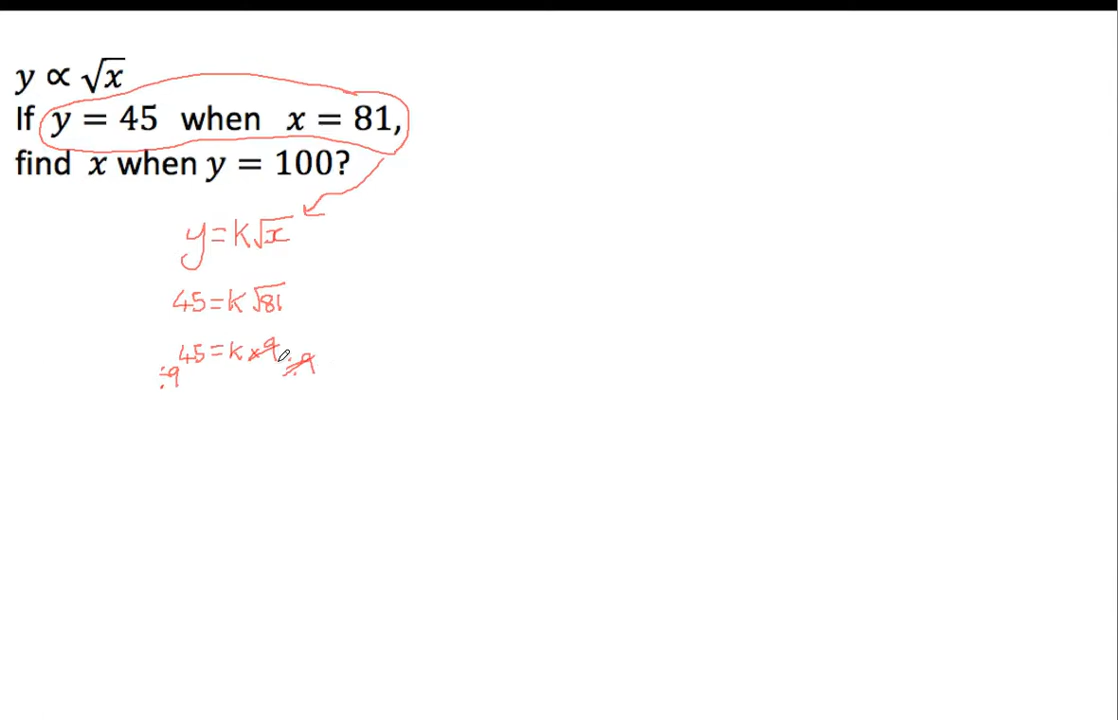 y ∝ √x
If y = 45 when x = 81,
find x when y = 100?
y=k√x
45=k√81
45=k×9
÷9 ÷9